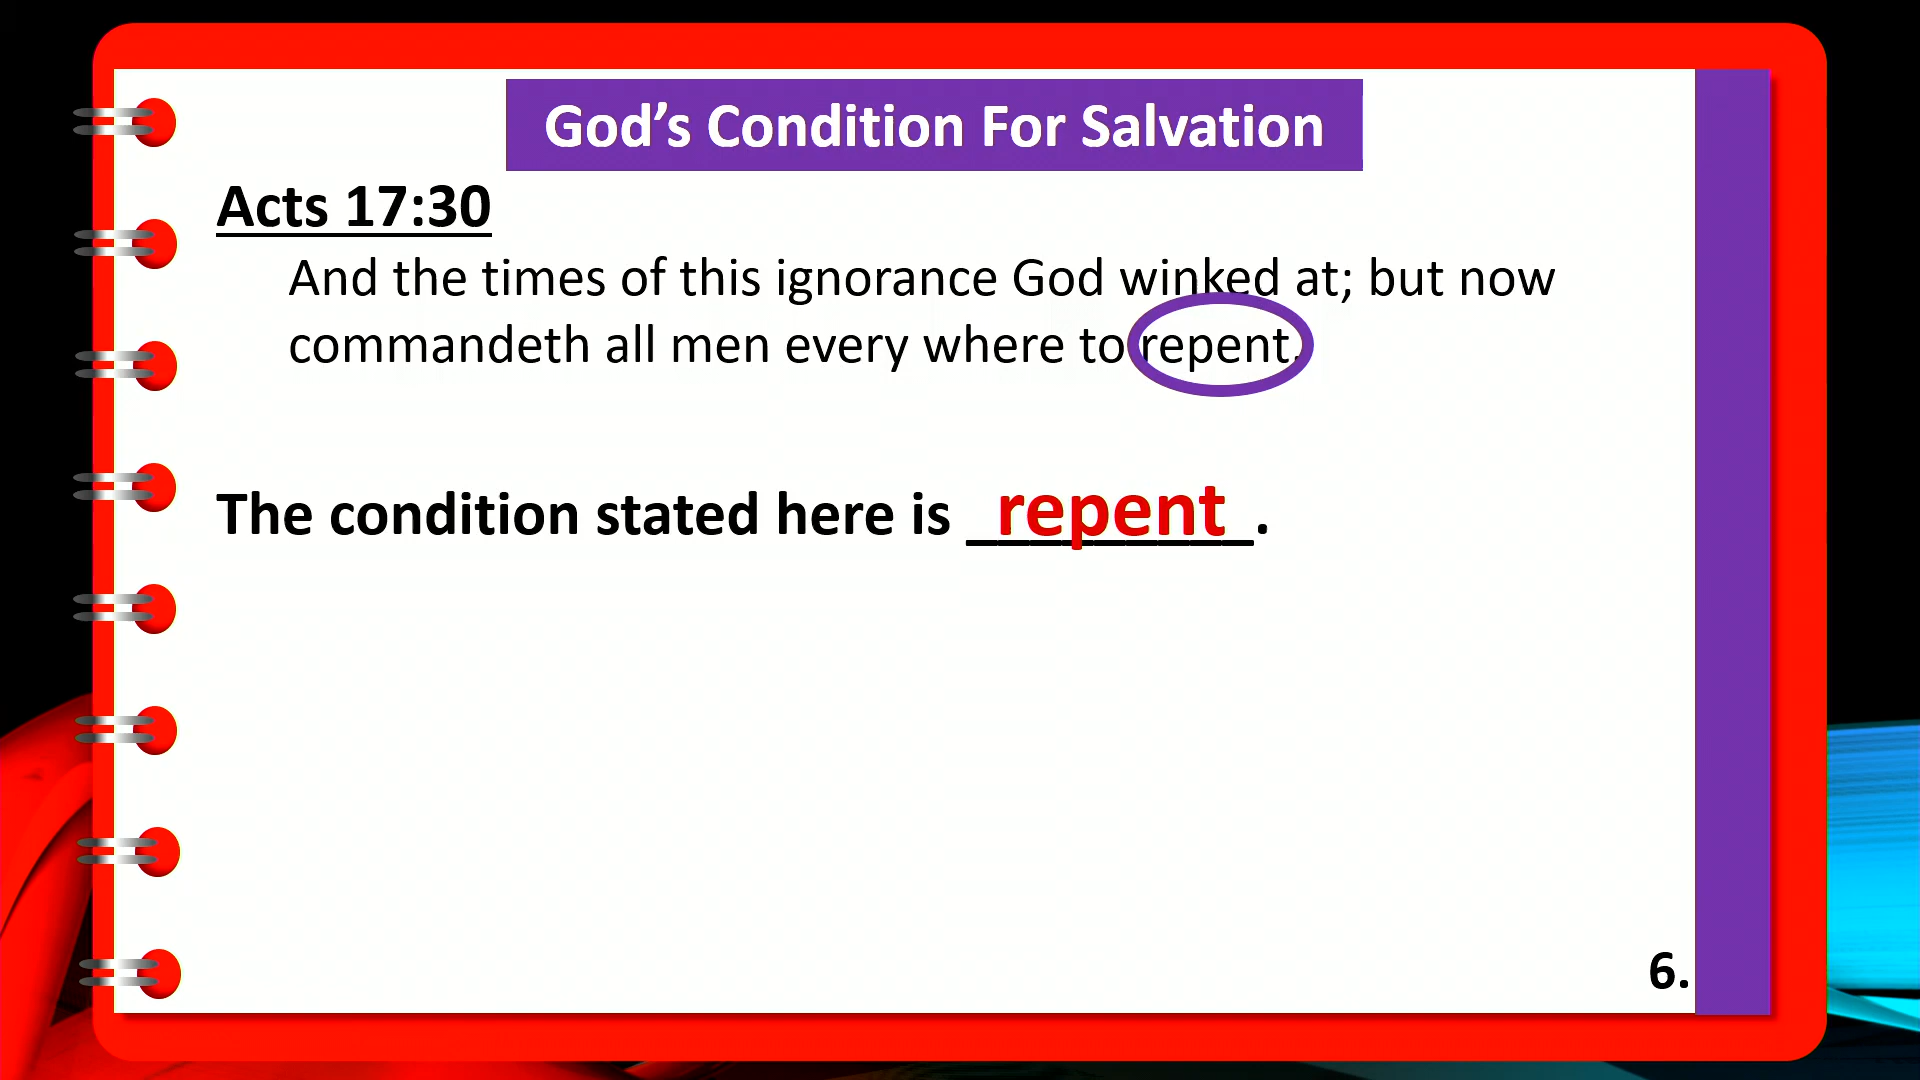 God’s Condition For Salvation
Acts 17:30
And the times of this ignorance God winked at; but now
commandeth all men every where to repent.
The condition stated here is repent.
6.